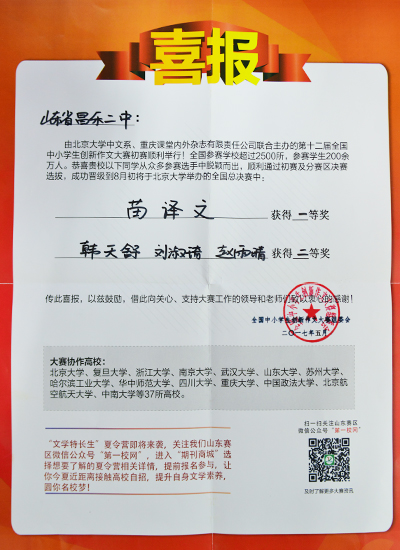 喜报
山东省昌乐二中：
由北京大学中文系、重庆课堂内外杂志有限责任公司联合主办的第十二届全国
中小学生创新作文大赛初赛顺利举行！全国参赛学校超过2500所，参赛学生200余
万人。恭喜贵校以下同学从众多参赛选手中脱颖而出，顺利通过初赛及分赛区决赛
选拔，成功晋级到8月初将于北京大学举办的全国总决赛中：
苗译文 获得 一等奖
韩天舒 刘淑琦 赵雨晴 获得 二等奖
传此喜报，以兹鼓励。借此向关心、支持大赛工作的领导和老师们致以衷心的感谢！
全国中小学生创新作文大赛组委会
二〇一七年五月
大赛协作高校：
北京大学、复旦大学、浙江大学、南京大学、武汉大学、山东大学、苏州大学、
哈尔滨工业大学、华中师范大学、四川大学、重庆大学、中国政法大学、北京航
空航天大学、中南大学等37所高校。
“文学特长生”夏令营即将来袭，关注我们山东赛
区微信公众号“第一校网”，进入“期刊商城”选
择想要了解的夏令营相关详情，提前报名参与，让
你今夏近距离接触高校自招，提升自身文学素养，
圆你名校梦！
扫一扫关注山东赛区
微信公众号“第一校网”
及时了解更多大赛资讯